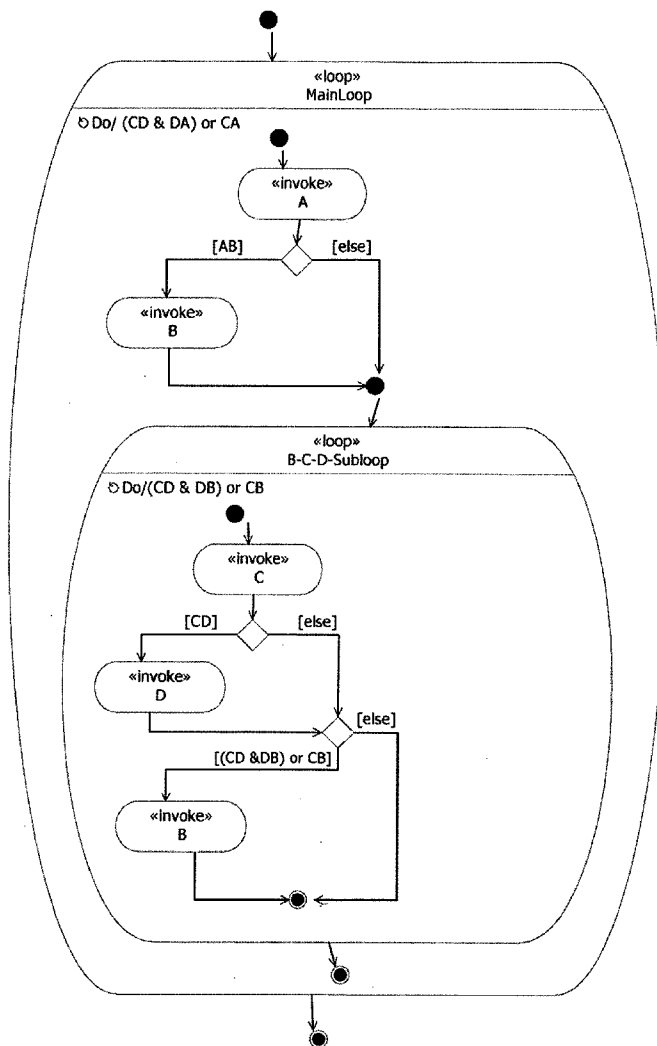 «loop»
MainLoop
Do/ (CD & DA) or CA
«invoke»
A
[AB] [else]
«invoke»
B
«loop»
B-C-D-Subloop
Do/(CD & DB) or CB
«invoke»
C
[CD] [else]
«invoke»
D
[else]
[(CD &DB) or CB]
«invoke»
B